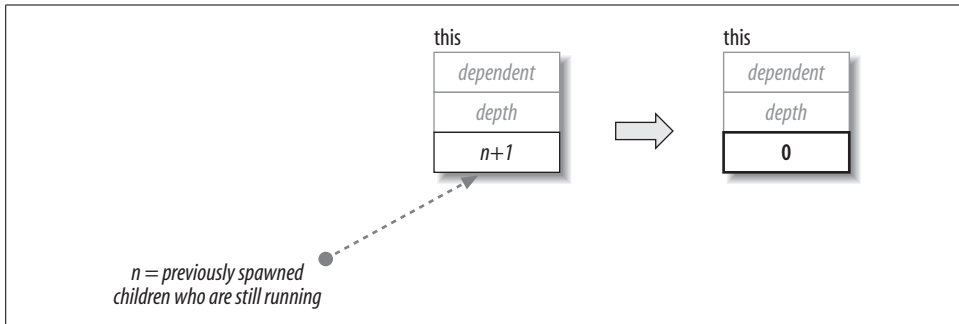 this
dependent
depth
n+1
this
dependent
depth
0
n = previously spawned
children who are still running